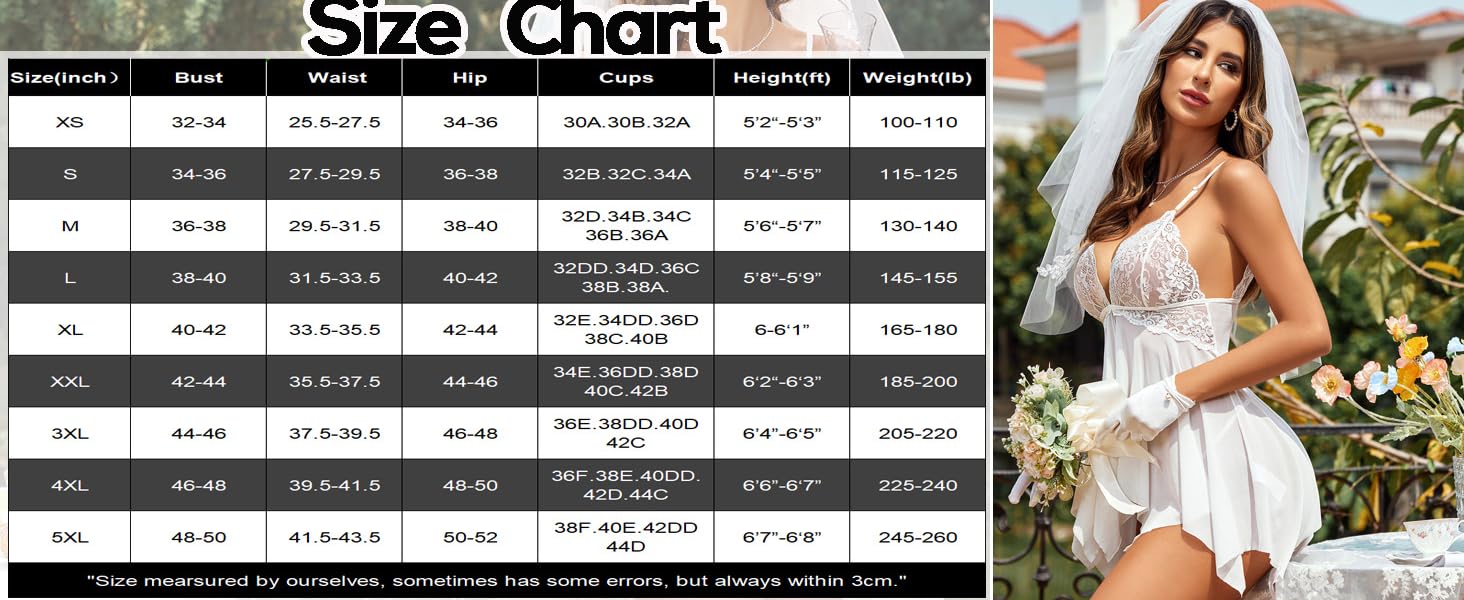 Size Chart
Size(inch） Bust Waist Hip Cups Height(ft) Weight(lb)
XS 32-34 25.5-27.5 34-36 30A.30B.32A 5’2“-5‘3” 100-110
S 34-36 27.5-29.5 36-38 32B.32C.34A 5’4“-5‘5” 115-125
M 36-38 29.5-31.5 38-40 32D.34B.34C 5’6“-5‘7” 130-140
36B.36A
L 38-40 31.5-33.5 40-42 32DD.34D.36C 5’8“-5‘9” 145-155
38B.38A.
XL 40-42 33.5-35.5 42-44 32E.34DD.36D 6-6‘1” 165-180
38C.40B
XXL 42-44 35.5-37.5 44-46 34E.36DD.38D 6‘2“-6‘3” 185-200
40C.42B
3XL 44-46 37.5-39.5 46-48 36E.38DD.40D 6’4”-6‘5” 205-220
42C
4XL 46-48 39.5-41.5 48-50 36F.38E.40DD. 6‘6”-6‘7” 225-240
42D.44C
5XL 48-50 41.5-43.5 50-52 38F.40E.42DD 6‘7”-6‘8” 245-260
44D
"Size mearsured by ourselves, sometimes has some errors, but always within 3cm."